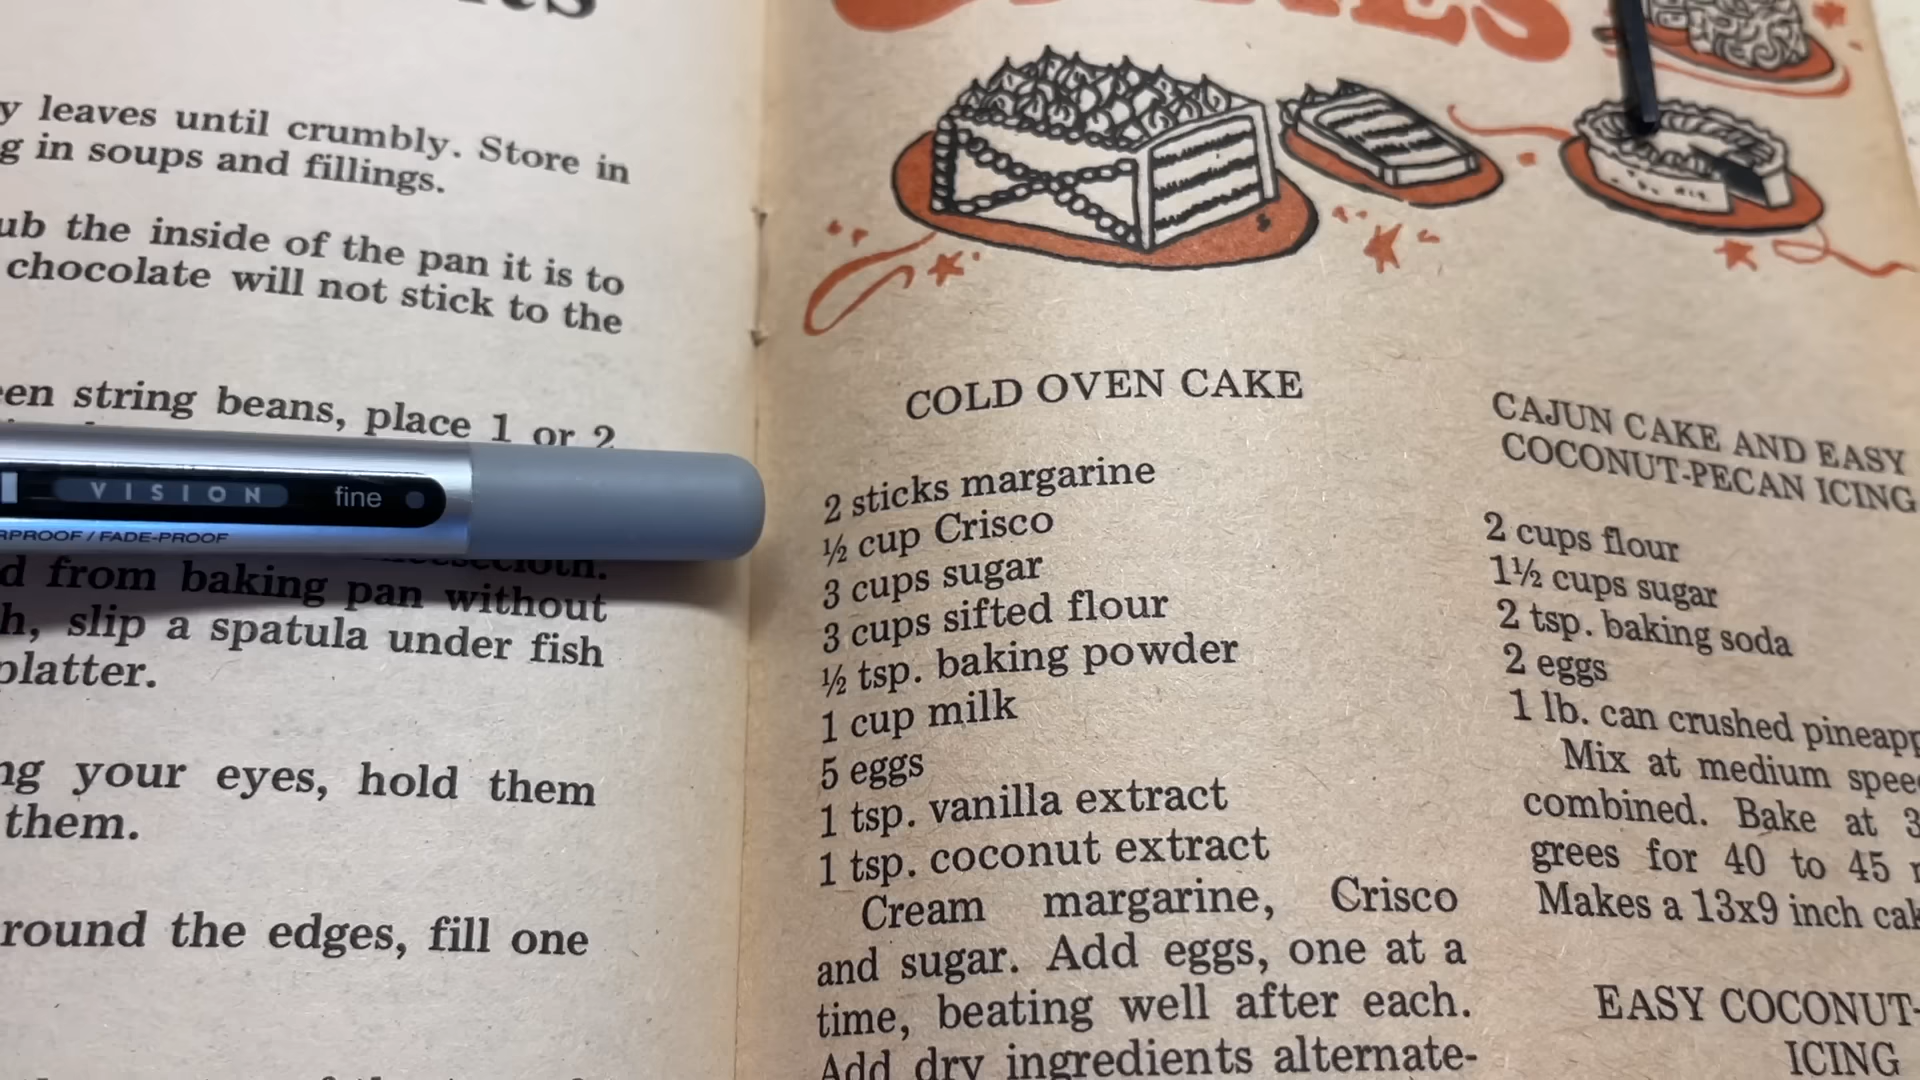 y leaves until crumbly. Store in
g in soups and fillings.
ub the inside of the pan it is to
chocolate will not stick to the
en string beans, place 1 or 2
VISION fine
RPROOF / FADE-PROOF
d from baking pan without
h, slip a spatula under fish
platter.
ng your eyes, hold them
them.
round the edges, fill one
COLD OVEN CAKE
2 sticks margarine
½ cup Crisco
3 cups sugar
3 cups sifted flour
½ tsp. baking powder
1 cup milk
5 eggs
1 tsp. vanilla extract
1 tsp. coconut extract
Cream margarine, Crisco
and sugar. Add eggs, one at a
time, beating well after each.
Add dry ingredients alternate-
CAJUN CAKE AND EASY
COCONUT-PECAN ICING
2 cups flour
1½ cups sugar
2 tsp. baking soda
2 eggs
1 lb. can crushed pineapp
Mix at medium spee
combined. Bake at 3
grees for 40 to 45
Makes a 13x9 inch cak
EASY COCONUT-
ICING